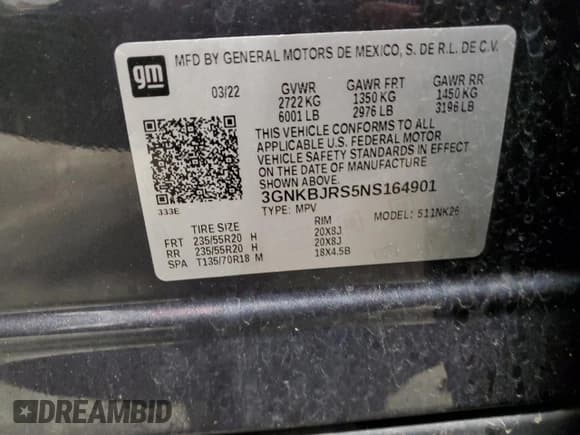 gm
MFD BY GENERAL MOTORS DE MEXICO, S. DE R.L. DE C.V.
03/22 GVWR GAWR FRT GAWR RR
2722 KG 1350 KG 1450 KG
6001 LB 2976 LB 3196 LB
THIS VEHICLE CONFORMS TO ALL
APPLICABLE U.S. FEDERAL MOTOR
VEHICLE SAFETY STANDARDS IN EFFECT
ON THE DATE OF MANUFACTURE
SHOWN ABOVE.
333E 3GNKBJRS5NS164901
TYPE: MPV MODEL: 511NK26
TIRE SIZE RIM
FRT 235/55R20 H 20X8J
RR 235/55R20 H 20X8J
SPA T135/70R18 M 18X4.5B
DREAMBID